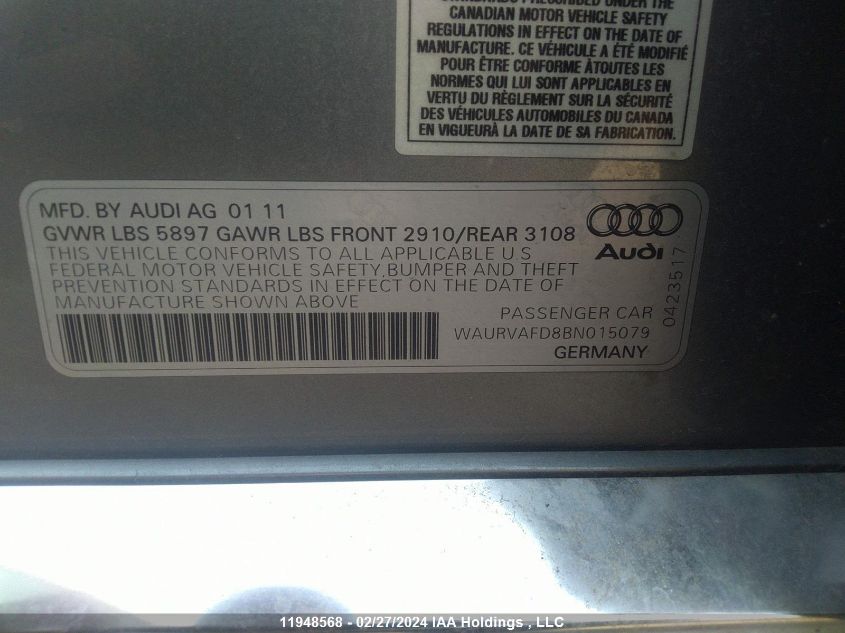 CANADIAN MOTOR VEHICLE SAFETY
REGULATIONS IN EFFECT ON THE DATE OF
MANUFACTURE. CE VÉHICULE A ÉTÉ MODIFIÉ
POUR ÊTRE CONFORME ÀTOUTES LES
NORMES QUI LUI SONT APPLICABLES EN
VERTU DU RÈGLEMENT SUR LA SÉCURITÉ
DES VÉHICULES AUTOMOBILES DU CANADA
EN VIGUEURÀ LA DATE DE SA FABRICATION.
MFD. BY AUDI AG 01 11
GVWR LBS 5897 GAWR LBS FRONT 2910/REAR 3108
THIS VEHICLE CONFORMS TO ALL APPLICABLE U S
FEDERAL MOTOR VEHICLE SAFETY,BUMPER AND THEFT
PREVENTION STANDARDS IN EFFECT ON THE DATE OF
MANUFACTURE SHOWN ABOVE
Audi
0423517
PASSENGER CAR
WAURVAFD8BN015079
GERMANY
11948568 - 02/27/2024 IAA Holdings , LLC